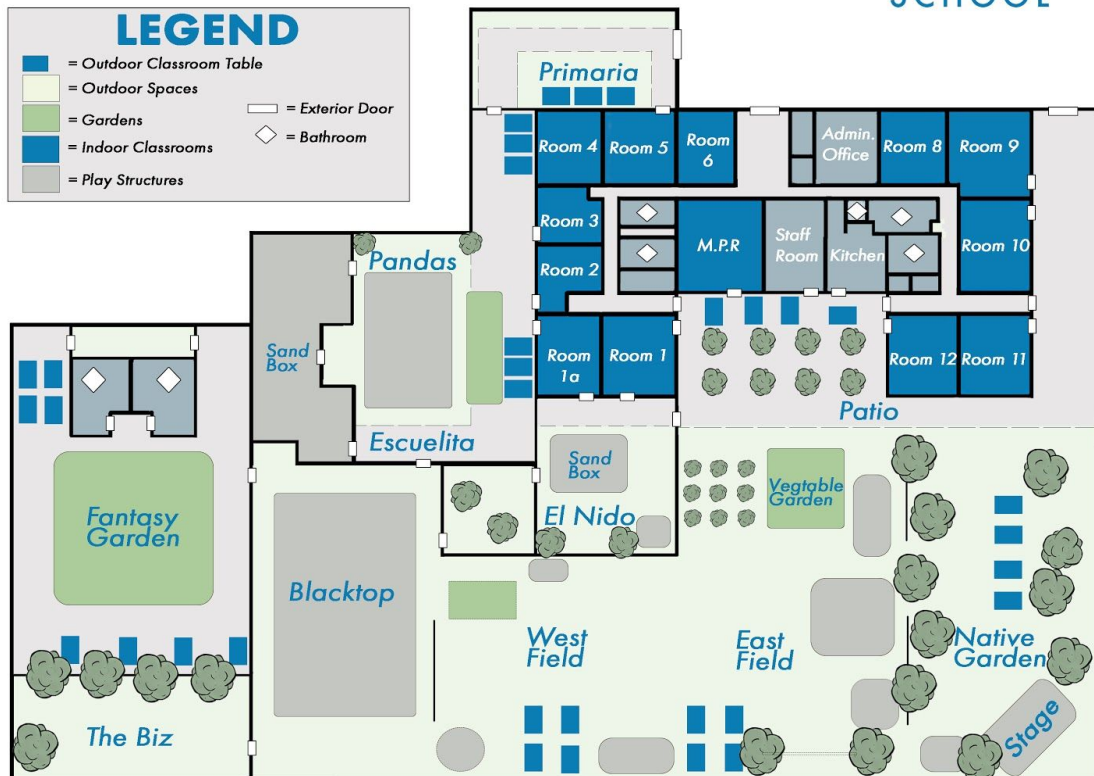 SCHOOL
LEGEND
= Outdoor Classroom Table
= Outdoor Spaces
= Gardens
= Indoor Classrooms
= Play Structures
= Exterior Door
= Bathroom
Primaria
Room 4
Room 5
Room
6
Admin.
Office
Room 8
Room 9
Room 3
Room 2
M.P.R
Staff
Room
Kitchen
Room 10
Pandas
Sand
Box
Room
1a
Room 1
Room 12
Room 11
Patio
Escuelita
Sand
Box
El Nido
Vegtable
Garden
Fantasy
Garden
Blacktop
West
Field
East
Field
Native
Garden
The Biz
Stage